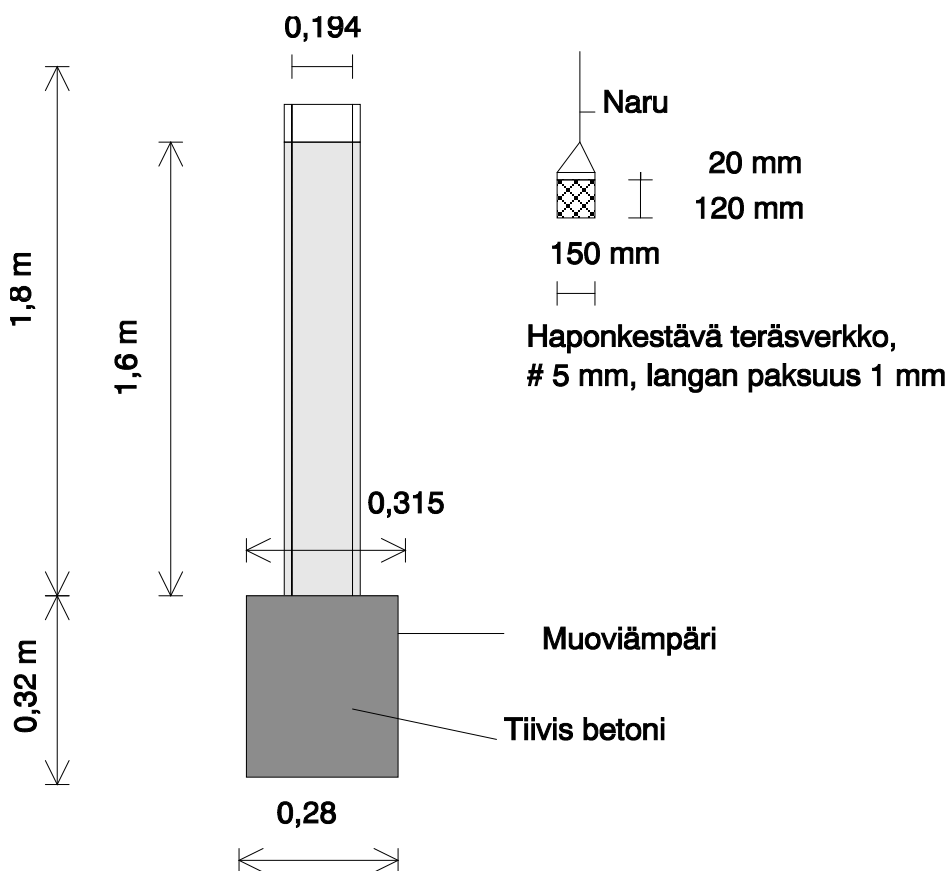 0,194
Naru
20 mm
120 mm
150 mm
1,8 m
1,6 m
Haponkestävä teräsverkko,
# 5 mm, langan paksuus 1 mm
0,315
Muoviämpäri
0,32 m
Tiivis betoni
0,28